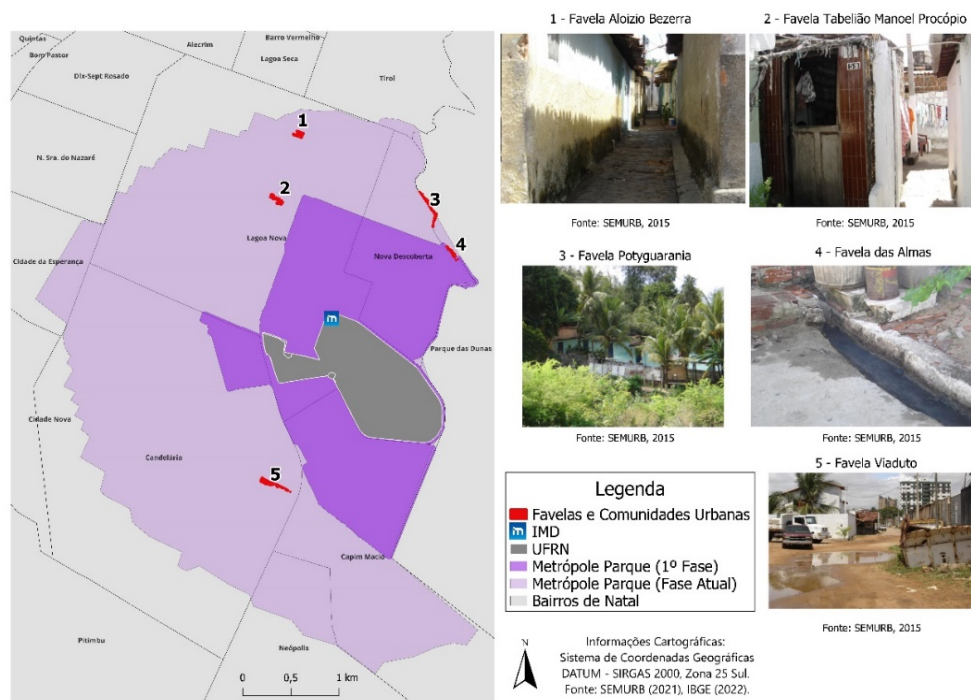 Quintas
Bom Pastor
Dix-Sept Rosado
N. Sra. do Nazaré
Cidade da Esperança
Alecrim
Barro Vermelho
Lagoa Seca
Tirol
1
2
3
4
Lagoa Nova
Nova Descoberta
Parque das Dunas
Cidade Nova
Candelária
5
Capim Macio
Pitimbu
Neópolis
0 0,5 1 km
1 - Favela Aloizio Bezerra
Fonte: SEMURB, 2015
2 - Favela Tabelião Manoel Procópio
Fonte: SEMURB, 2015
3 - Favela Potyguarania
Fonte: SEMURB, 2015
4 - Favela das Almas
Fonte: SEMURB, 2015
5 - Favela Viaduto
Fonte: SEMURB, 2015
Legenda
Favelas e Comunidades Urbanas
IMD
UFRN
Metrópole Parque (1º Fase)
Metrópole Parque (Fase Atual)
Bairros de Natal
N
Informações Cartográficas:
Sistema de Coordenadas Geográficas
DATUM - SIRGAS 2000, Zona 25 Sul.
Fonte: SEMURB (2021), IBGE (2022).